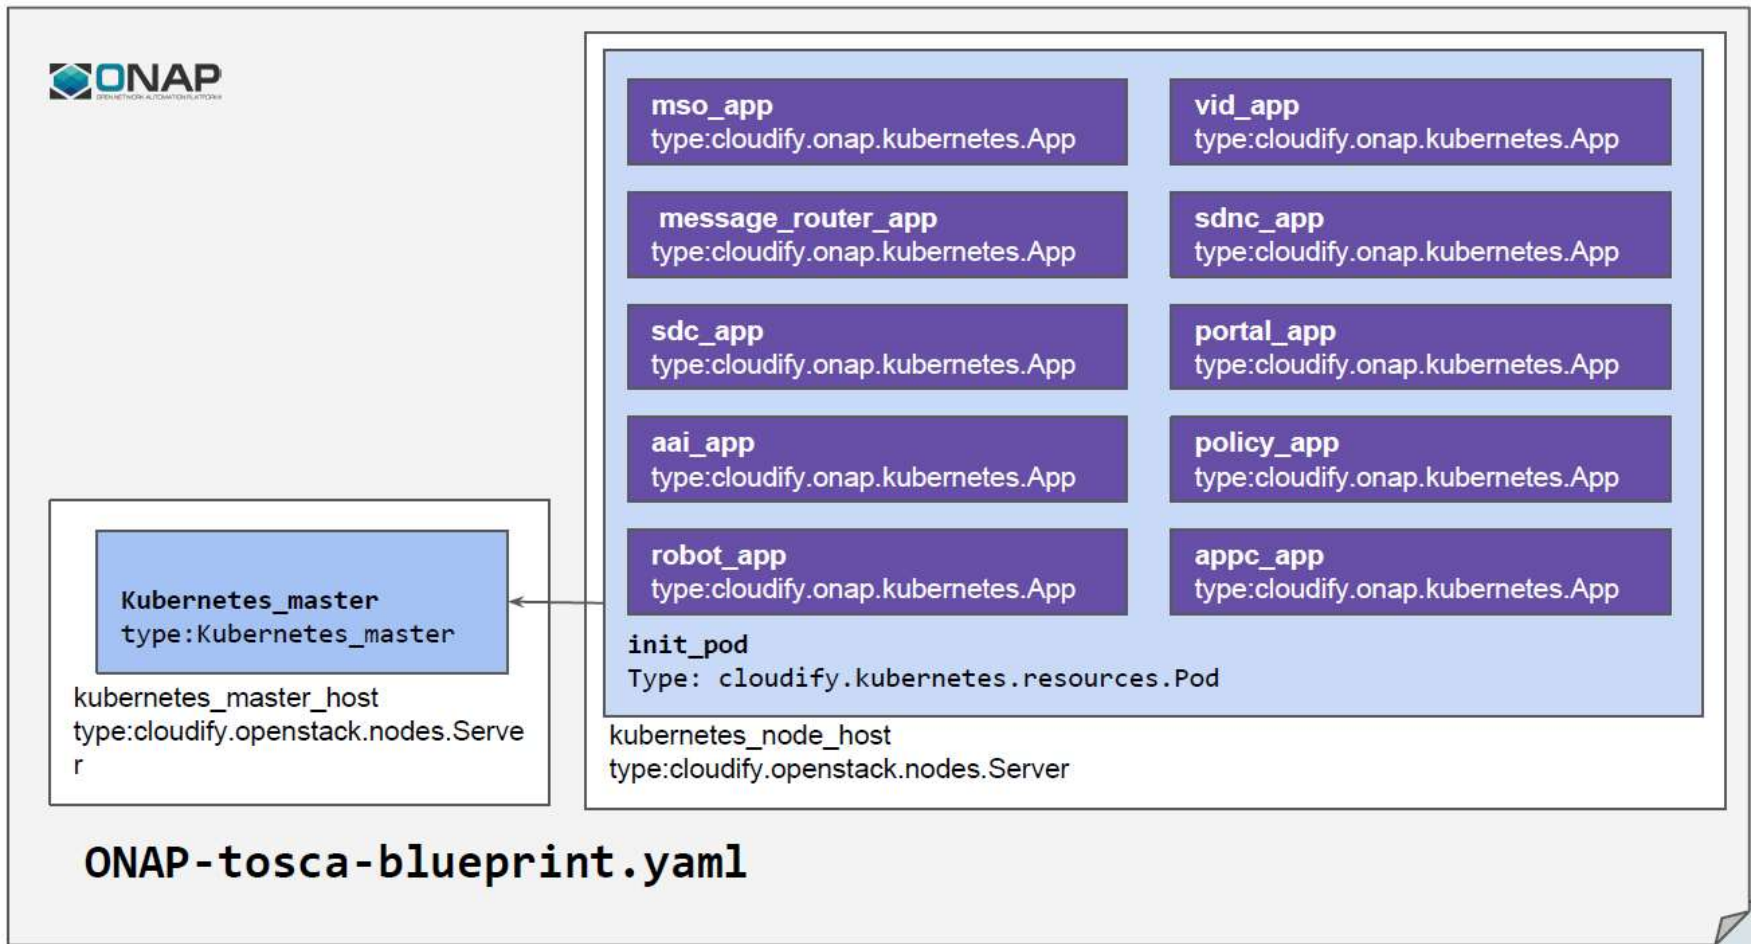 ONAP
OPEN NETWORK AUTOMATION PLATFORM
mso_app
type:cloudify.onap.kubernetes.App
vid_app
type:cloudify.onap.kubernetes.App
message_router_app
type:cloudify.onap.kubernetes.App
sdnc_app
type:cloudify.onap.kubernetes.App
sdc_app
type:cloudify.onap.kubernetes.App
portal_app
type:cloudify.onap.kubernetes.App
aai_app
type:cloudify.onap.kubernetes.App
policy_app
type:cloudify.onap.kubernetes.App
robot_app
type:cloudify.onap.kubernetes.App
appc_app
type:cloudify.onap.kubernetes.App
init_pod
Type: cloudify.kubernetes.resources.Pod
kubernetes_node_host
type:cloudify.openstack.nodes.Server
Kubernetes_master
type:Kubernetes_master
kubernetes_master_host
type:cloudify.openstack.nodes.Serve
r
ONAP-tosca-blueprint.yaml